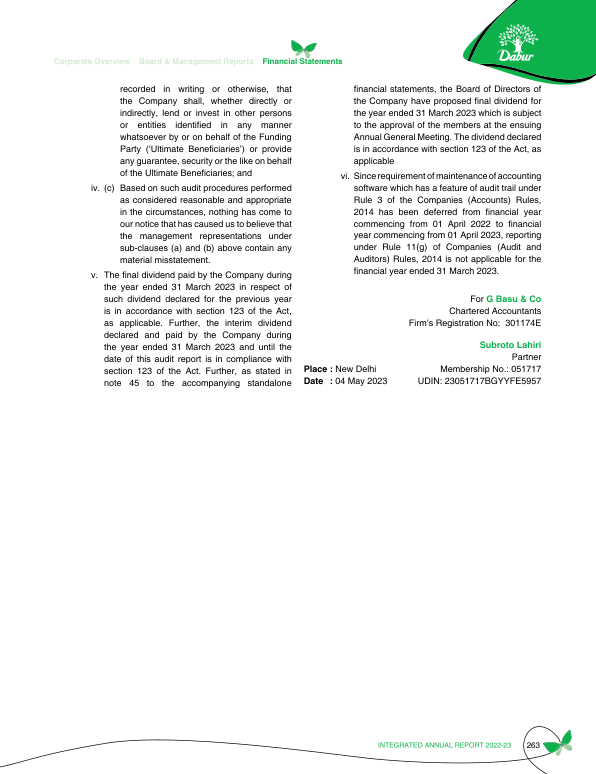 Corporate Overview Board & Management Reports Financial Statements
Dabur
recorded in writing or otherwise, that
the Company shall, whether directly or
indirectly, lend or invest in other persons
or entities identified in any manner
whatsoever by or on behalf of the Funding
Party (‘Ultimate Beneficiaries’) or provide
any guarantee, security or the like on behalf
of the Ultimate Beneficiaries; and
iv. (c) Based on such audit procedures performed
as considered reasonable and appropriate
in the circumstances, nothing has come to
our notice that has caused us to believe that
the management representations under
sub-clauses (a) and (b) above contain any
material misstatement.
v. The final dividend paid by the Company during
the year ended 31 March 2023 in respect of
such dividend declared for the previous year
is in accordance with section 123 of the Act,
as applicable. Further, the interim dividend
declared and paid by the Company during
the year ended 31 March 2023 and until the
date of this audit report is in compliance with
section 123 of the Act. Further, as stated in
note 45 to the accompanying standalone
financial statements, the Board of Directors of
the Company have proposed final dividend for
the year ended 31 March 2023 which is subject
to the approval of the members at the ensuing
Annual General Meeting. The dividend declared
is in accordance with section 123 of the Act, as
applicable
vi. Since requirement of maintenance of accounting
software which has a feature of audit trail under
Rule 3 of the Companies (Accounts) Rules,
2014 has been deferred from financial year
commencing from 01 April 2022 to financial
year commencing from 01 April 2023, reporting
under Rule 11(g) of Companies (Audit and
Auditors) Rules, 2014 is not applicable for the
financial year ended 31 March 2023.
For G Basu & Co
Chartered Accountants
Firm’s Registration No: 301174E
Subroto Lahiri
Partner
Place : New Delhi Membership No.: 051717
Date : 04 May 2023 UDIN: 23051717BGYYFE5957
INTEGRATED ANNUAL REPORT 2022-23 263